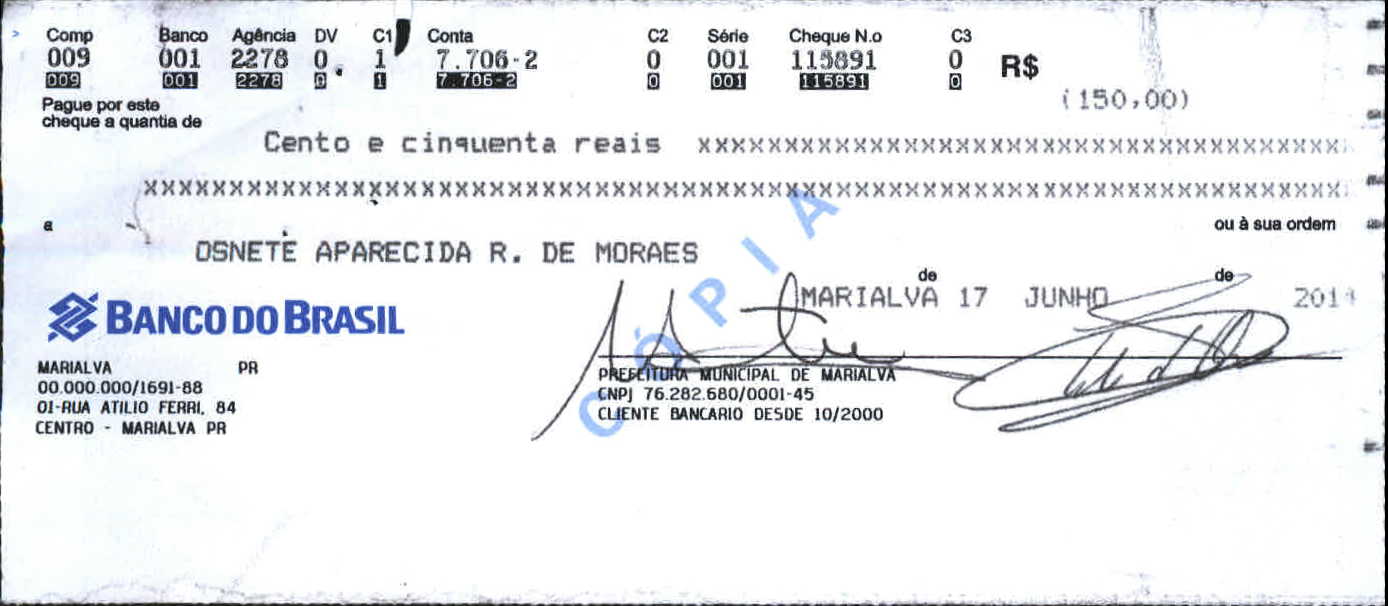 Comp Banco Agência DV C1 Conta C2 Série Cheque N.o C3
009 001 2278 0 1 7.706-2 0 001 115891 0 R$
009 001 2278 0 1 7.706-2 0 001 115891 0
(150,00)
Pague por este
cheque a quantia de
Cento e cinquenta reais xxxxxxxxxxxxxxxxxxxxxxxxxxxxxxxxxxxxx
xxxxxxxxxxxxxxxxxxxxxxxxxxxxxxxxxxxxxxxxxxxxxxxxxxxxxxxxxxxxxxxxxxxx
a ou à sua ordem
OSNETE APARECIDA R. DE MORAES
de de
MARIALVA 17 JUNHO 2014
CÓPIA
BANCO DO BRASIL
MARIALVA PR
00.000.000/1691-88
01-RUA ATILIO FERRI, 84
CENTRO - MARIALVA PR
PREFEITURA MUNICIPAL DE MARIALVA
CNPJ 76.282.680/0001-45
CLIENTE BANCARIO DESDE 10/2000